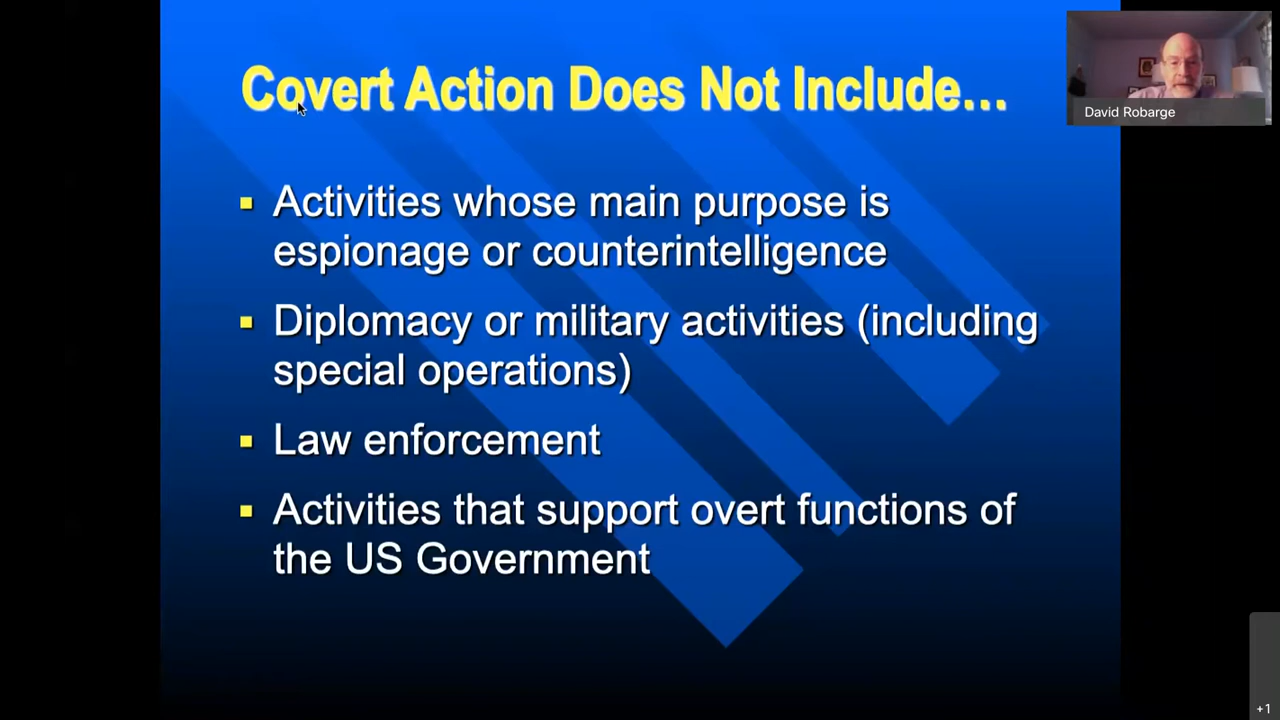 Covert Action Does Not Include...
David Robarge
▪ Activities whose main purpose is
espionage or counterintelligence
▪ Diplomacy or military activities (including
special operations)
▪ Law enforcement
▪ Activities that support overt functions of
the US Government
+1